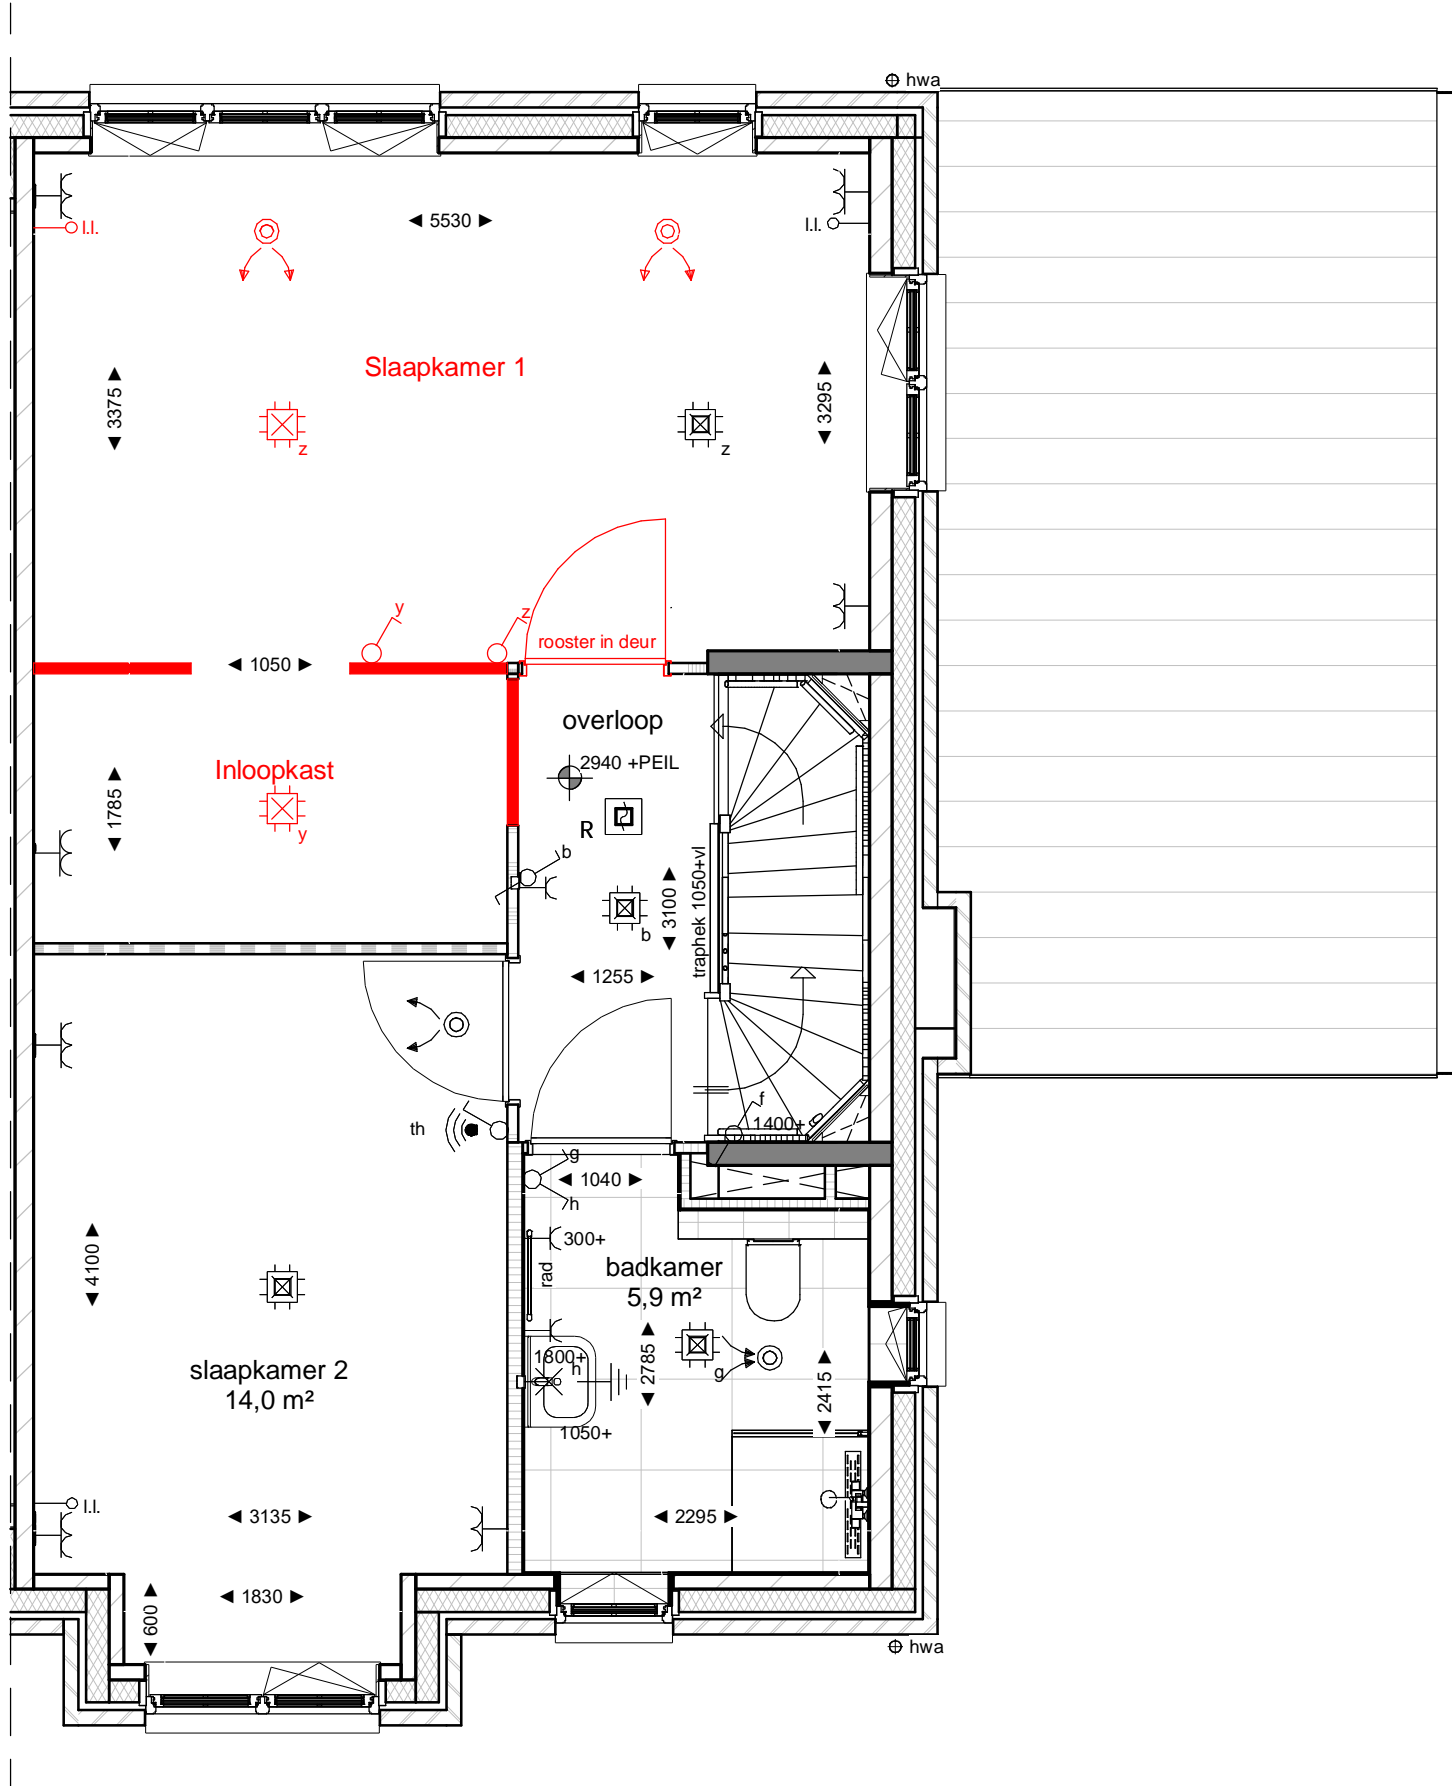 hwa
l.l.
5530
l.l.
Slaapkamer 1
3375
3295
z
z
y
z
rooster in deur
1050
overloop
2940 +PEIL
Inloopkast
1785
y
R
b
b
3100
traphek 1050+vl
1255
f
1400+
th
g
1040
h
300+
rad
badkamer
5,9 m²
4100
1800+
h
2785
g
2415
slaapkamer 2
14,0 m²
1050+
l.l.
3135
2295
1830
600
hwa